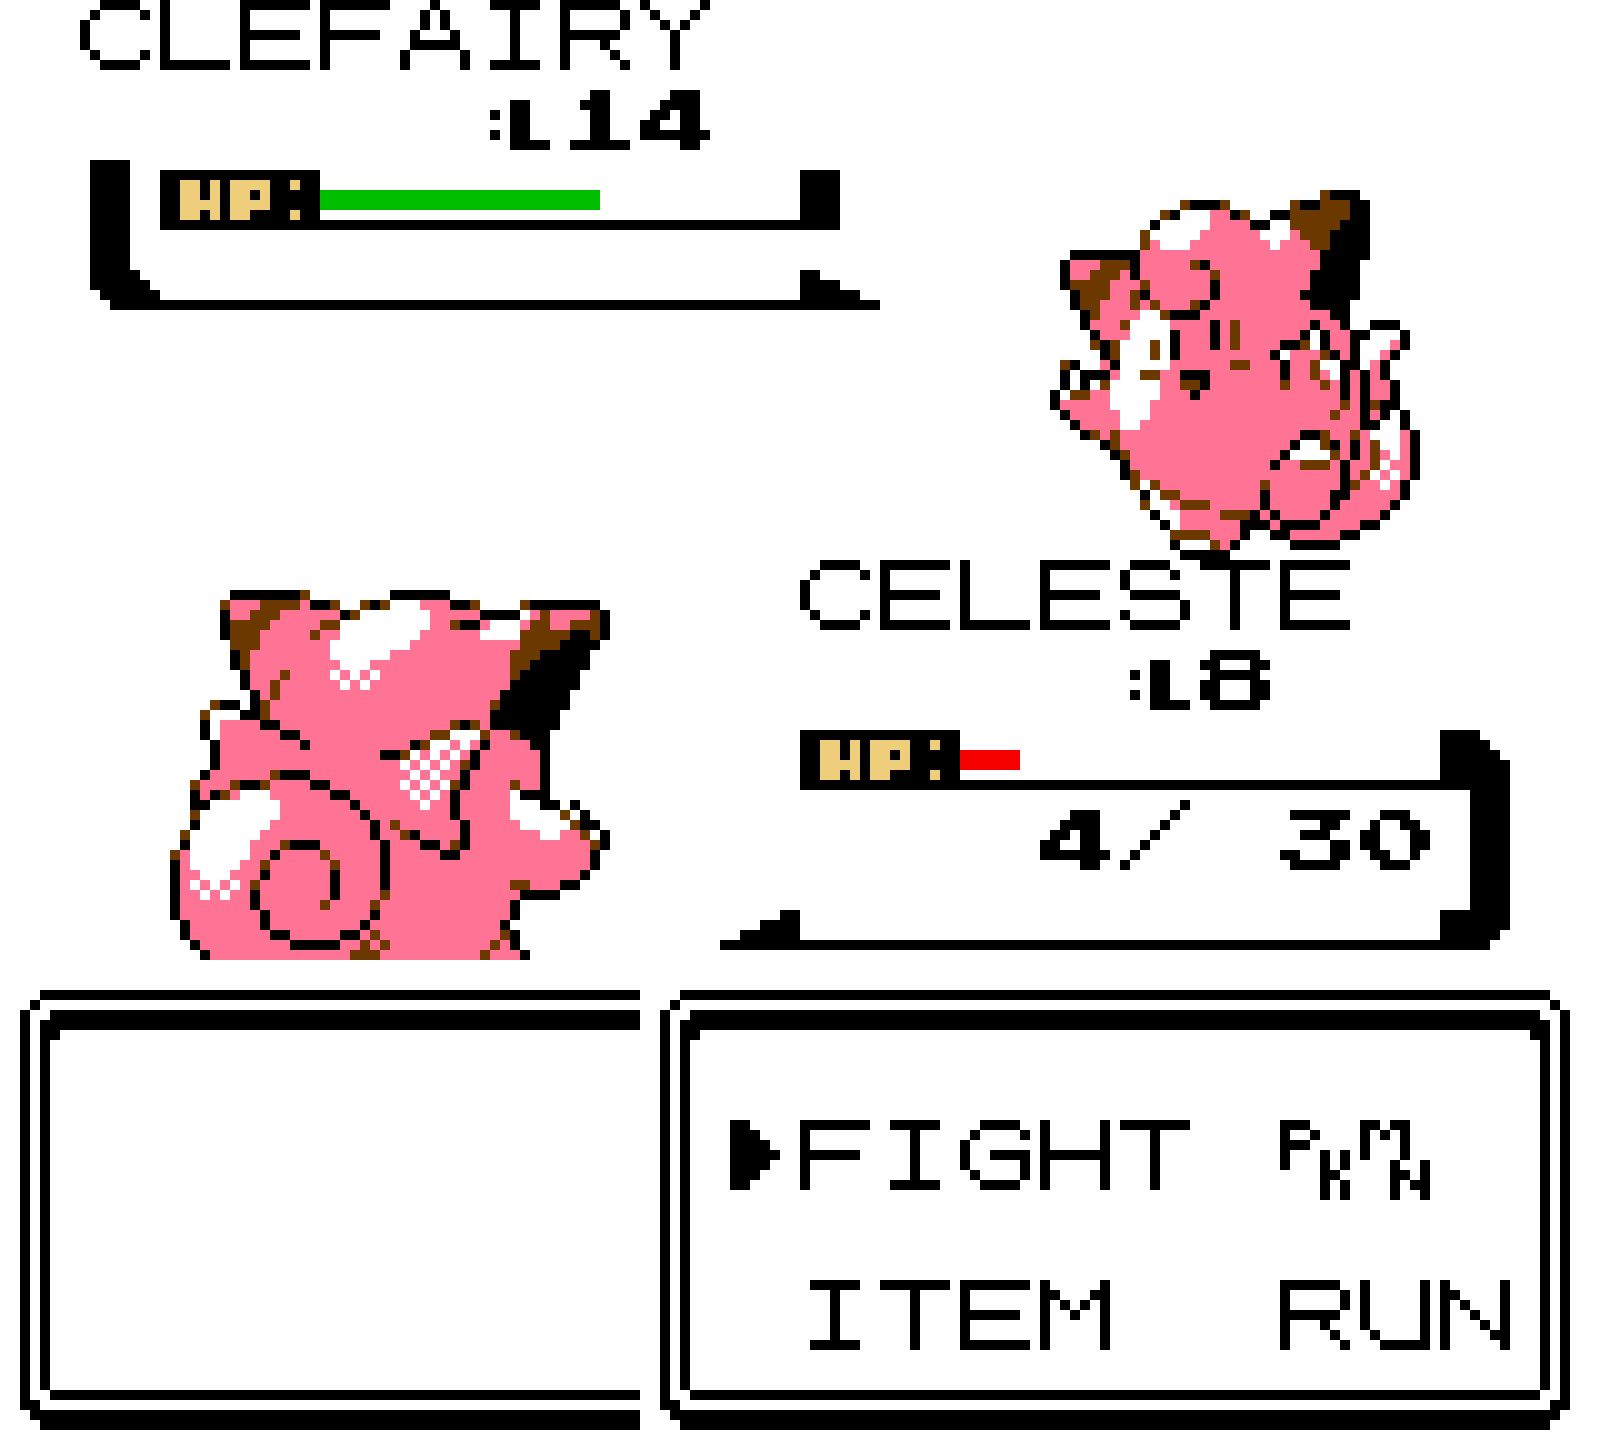 CLEFAIRY
:L14
HP:
CELESTE
:L8
HP:
4/ 30
▶FIGHT PKMN
ITEM RUN